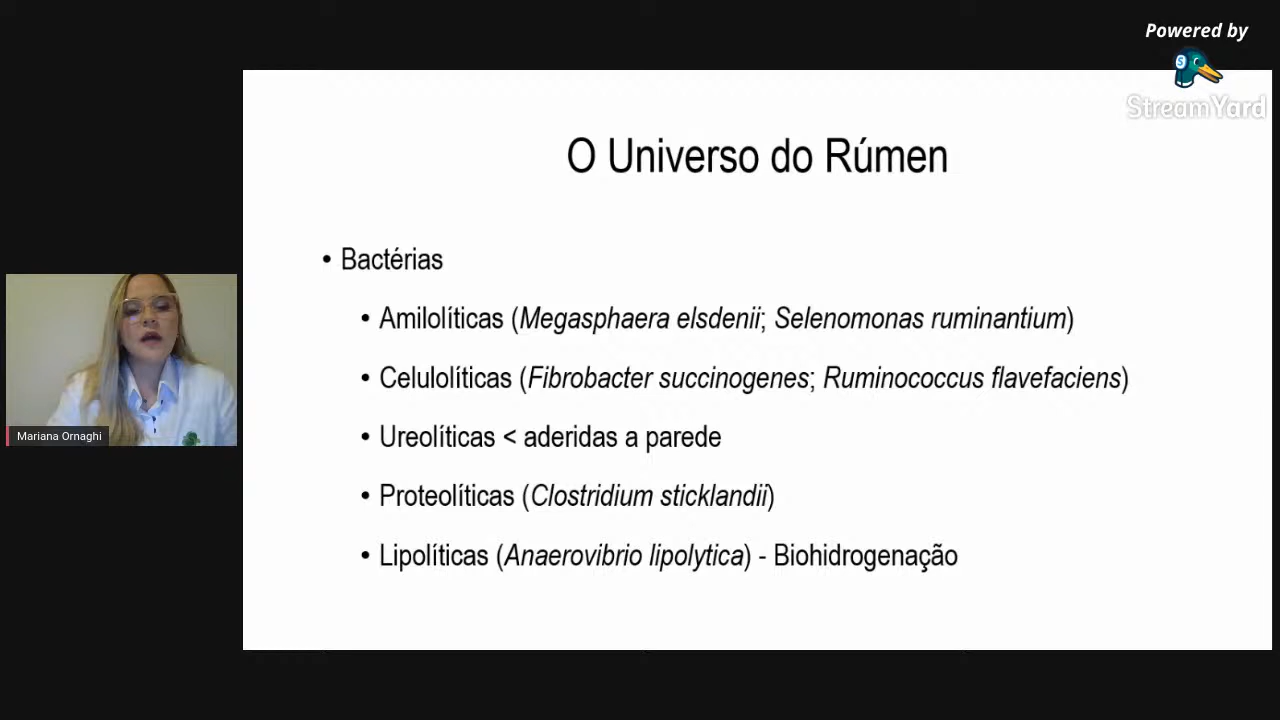 Powered by
StreamYard
O Universo do Rúmen
• Bactérias
• Amilolíticas (Megasphaera elsdenii; Selenomonas ruminantium)
• Celulolíticas (Fibrobacter succinogenes; Ruminococcus flavefaciens)
• Ureolíticas < aderidas a parede
• Proteolíticas (Clostridium sticklandii)
• Lipolíticas (Anaerovibrio lipolytica) - Biohidrogenação
Mariana Ornaghi